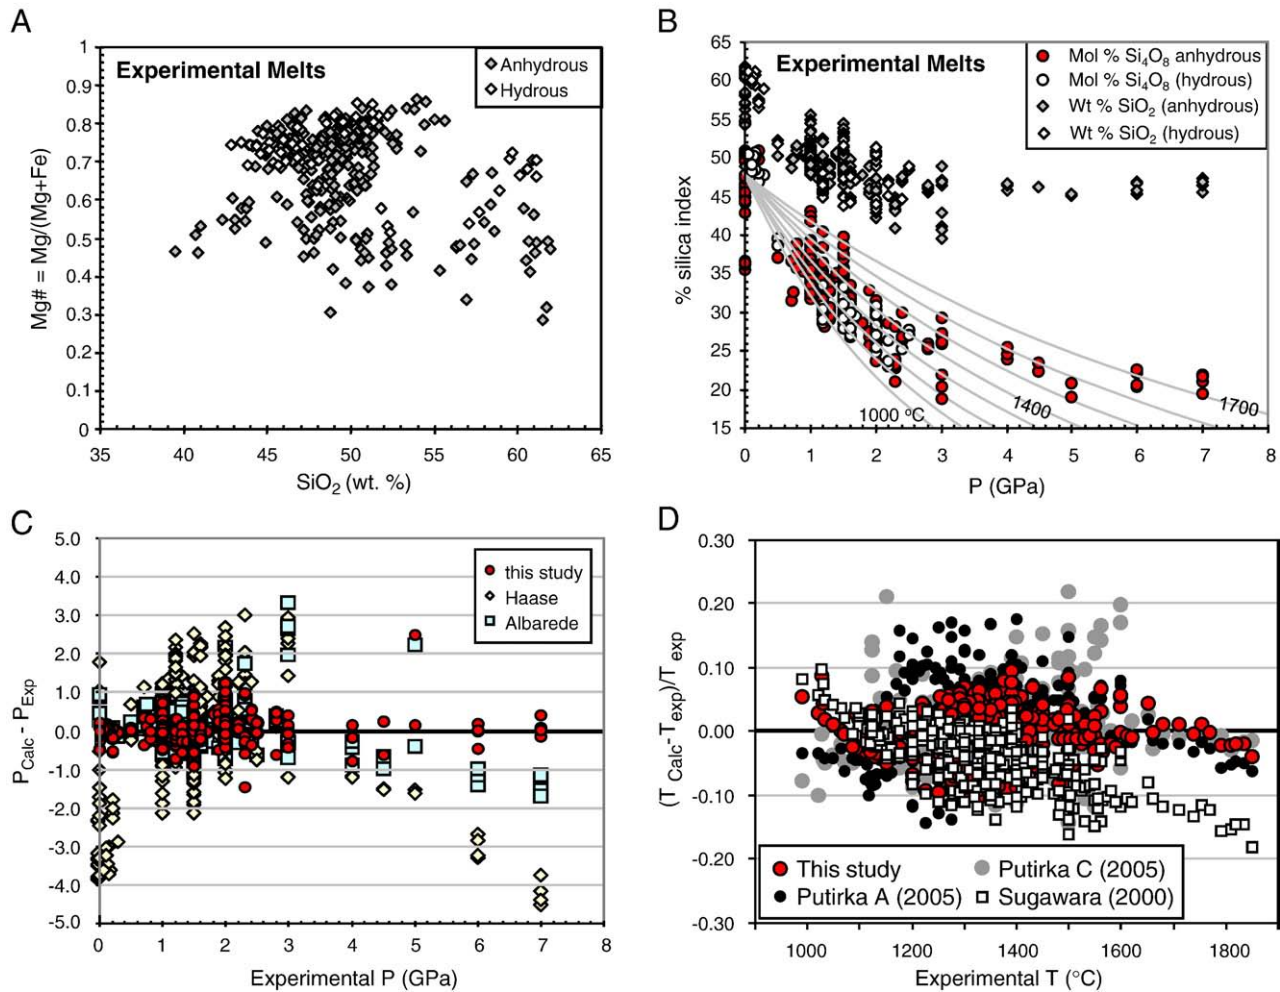 A
Experimental Melts
Anhydrous
Hydrous
1
0.9
0.8
0.7
0.6
0.5
0.4
0.3
0.2
0.1
0
Mg# = Mg/(Mg+Fe)
35 40 45 50 55 60 65
SiO₂ (wt. %)
B
Experimental Melts
Mol % Si₄O₈ anhydrous
Mol % Si₄O₈ (hydrous)
Wt % SiO₂ (anhydrous)
Wt % SiO₂ (hydrous)
65
60
55
50
45
40
35
30
25
20
15
% silica index
1000 °C
1400
1700
0 1 2 3 4 5 6 7 8
P (GPa)
C
this study
Haase
Albarede
5.0
4.0
3.0
2.0
1.0
0.0
-1.0
-2.0
-3.0
-4.0
-5.0
P Calc - P Exp
0 1 2 3 4 5 6 7 8
Experimental P (GPa)
D
0.30
0.20
0.10
0.00
-0.10
-0.20
-0.30
(T Calc- T exp)/T exp
This study
Putirka C (2005)
Putirka A (2005)
Sugawara (2000)
1000 1200 1400 1600 1800
Experimental T (°C)